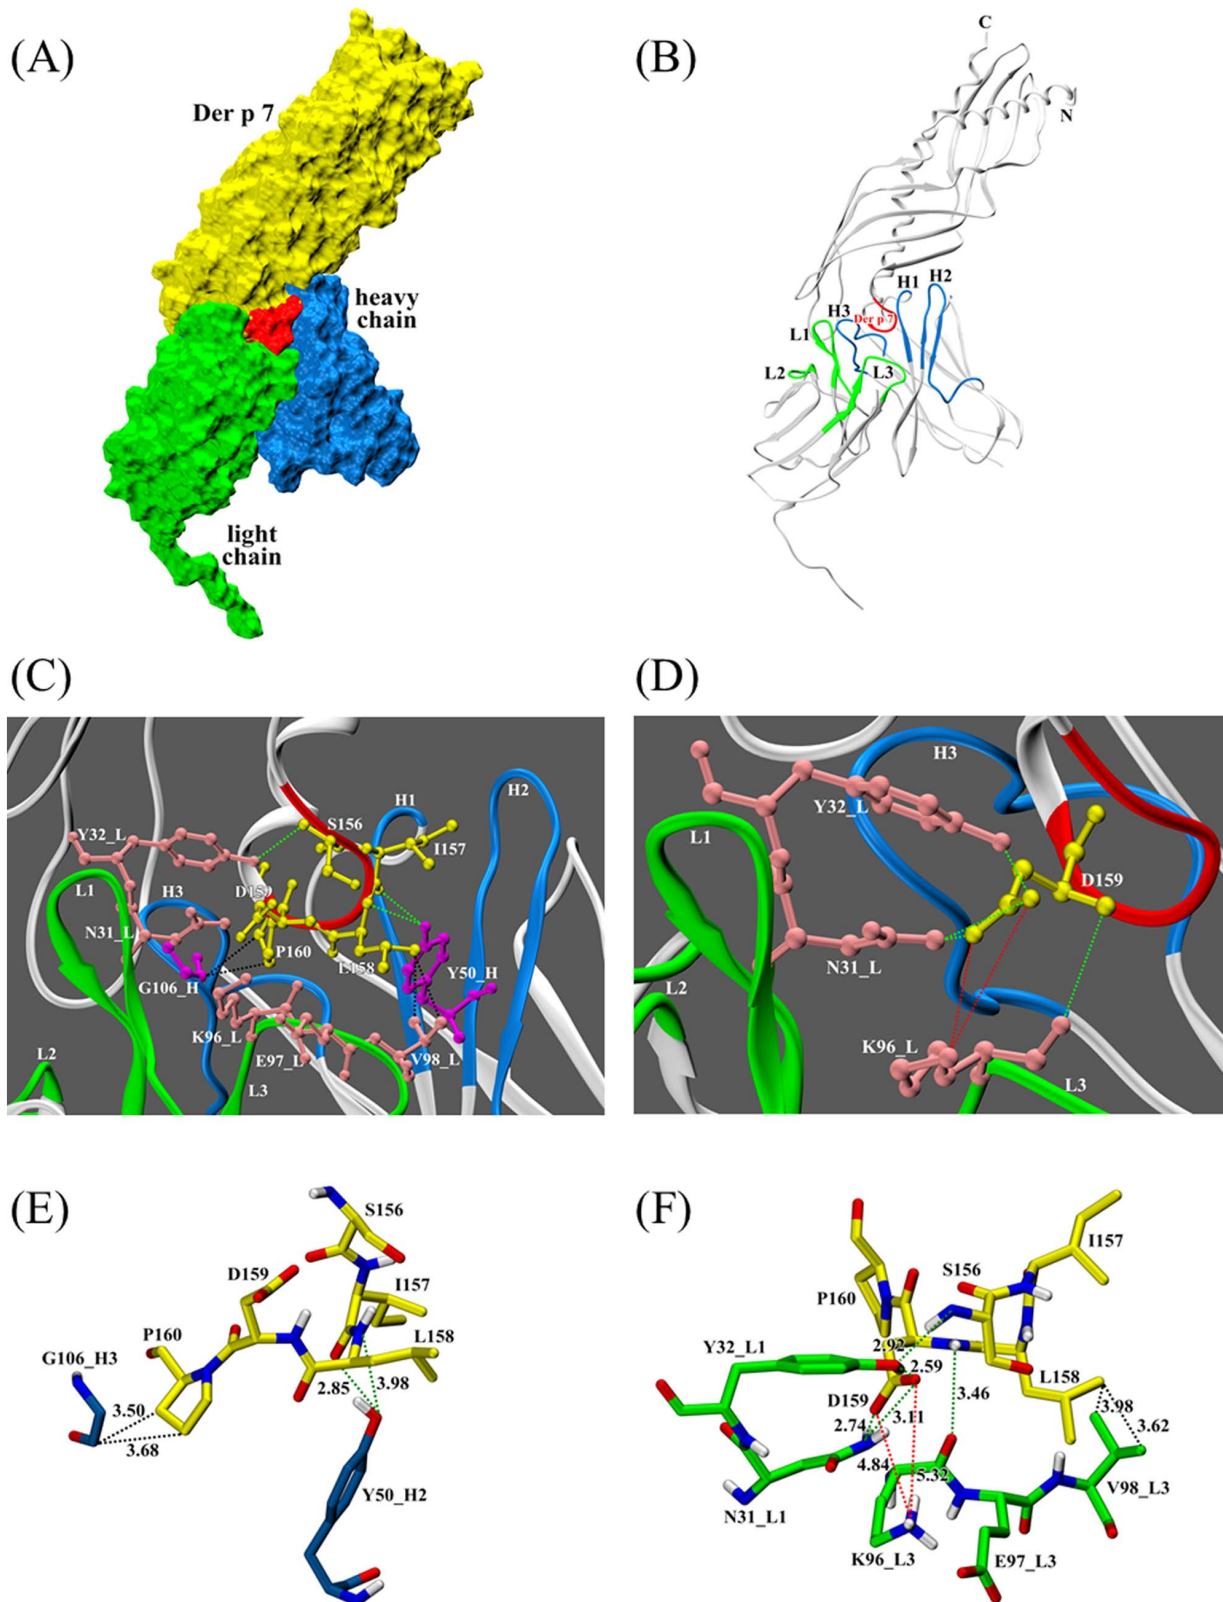 (A)
Der p 7
heavy
chain
light
chain
(B)
C
N
H1
H2
Der p 7
H3
L1
L2
L3
(C)
H2
H1
S156
I157
Y32_L
L1
H3
D159
N31_L
P160
L158
G106_H
Y50_H
K96_L
E97_L
V98_L
L2
L3
(D)
H3
Y32_L
L1
D159
N31_L
L2
K96_L
L3
(E)
S156
D159
I157
P160
L158
G106_H3
2.85
3.98
3.50
3.68
Y50_H2
(F)
I157
S156
P160
Y32_L1
2.92
2.59
L158
D159
3.46
3.98
2.74
3.11
3.62
4.84
5.32
V98_L3
N31_L1
K96_L3
E97_L3